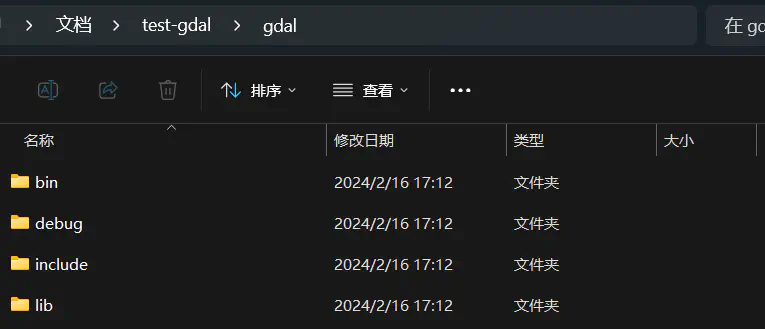 文档 > test-gdal > gdal 在 gd
排序 查看
名称 修改日期 类型 大小
bin 2024/2/16 17:12 文件夹
debug 2024/2/16 17:12 文件夹
include 2024/2/16 17:12 文件夹
lib 2024/2/16 17:12 文件夹